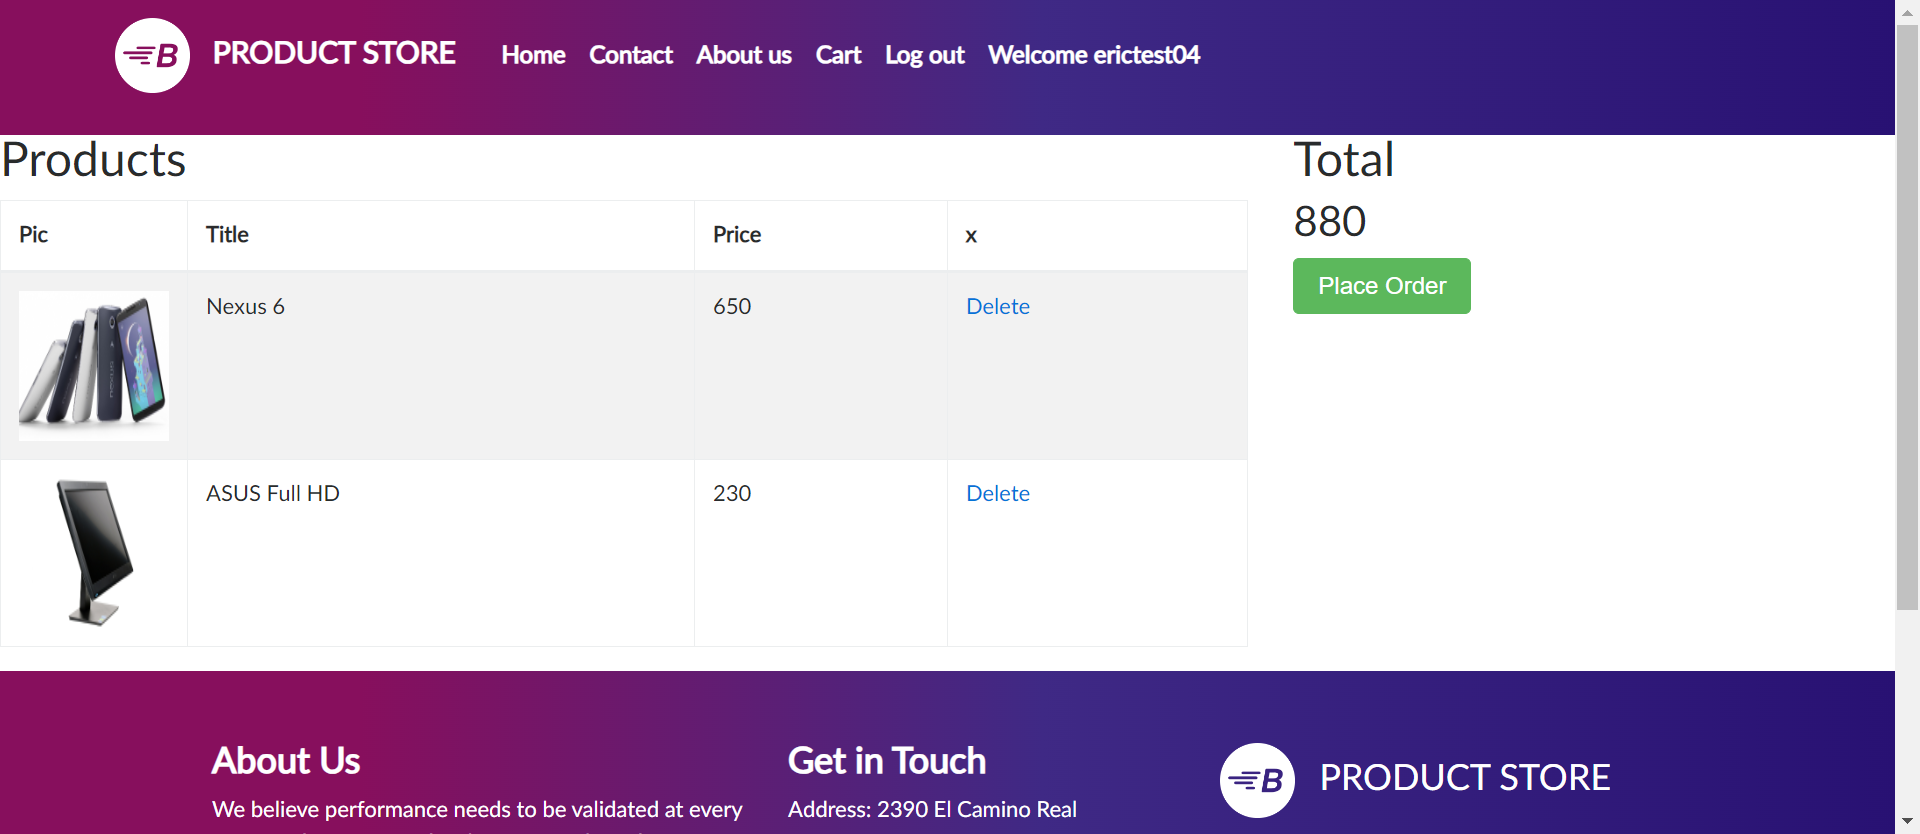 B PRODUCT STORE Home Contact About us Cart Log out Welcome erictest04
Products
Total
880
Place Order
Pic Title Price x
Nexus 6 650 Delete
ASUS Full HD 230 Delete
About Us
We believe performance needs to be validated at every
Get in Touch
Address: 2390 El Camino Real
B PRODUCT STORE